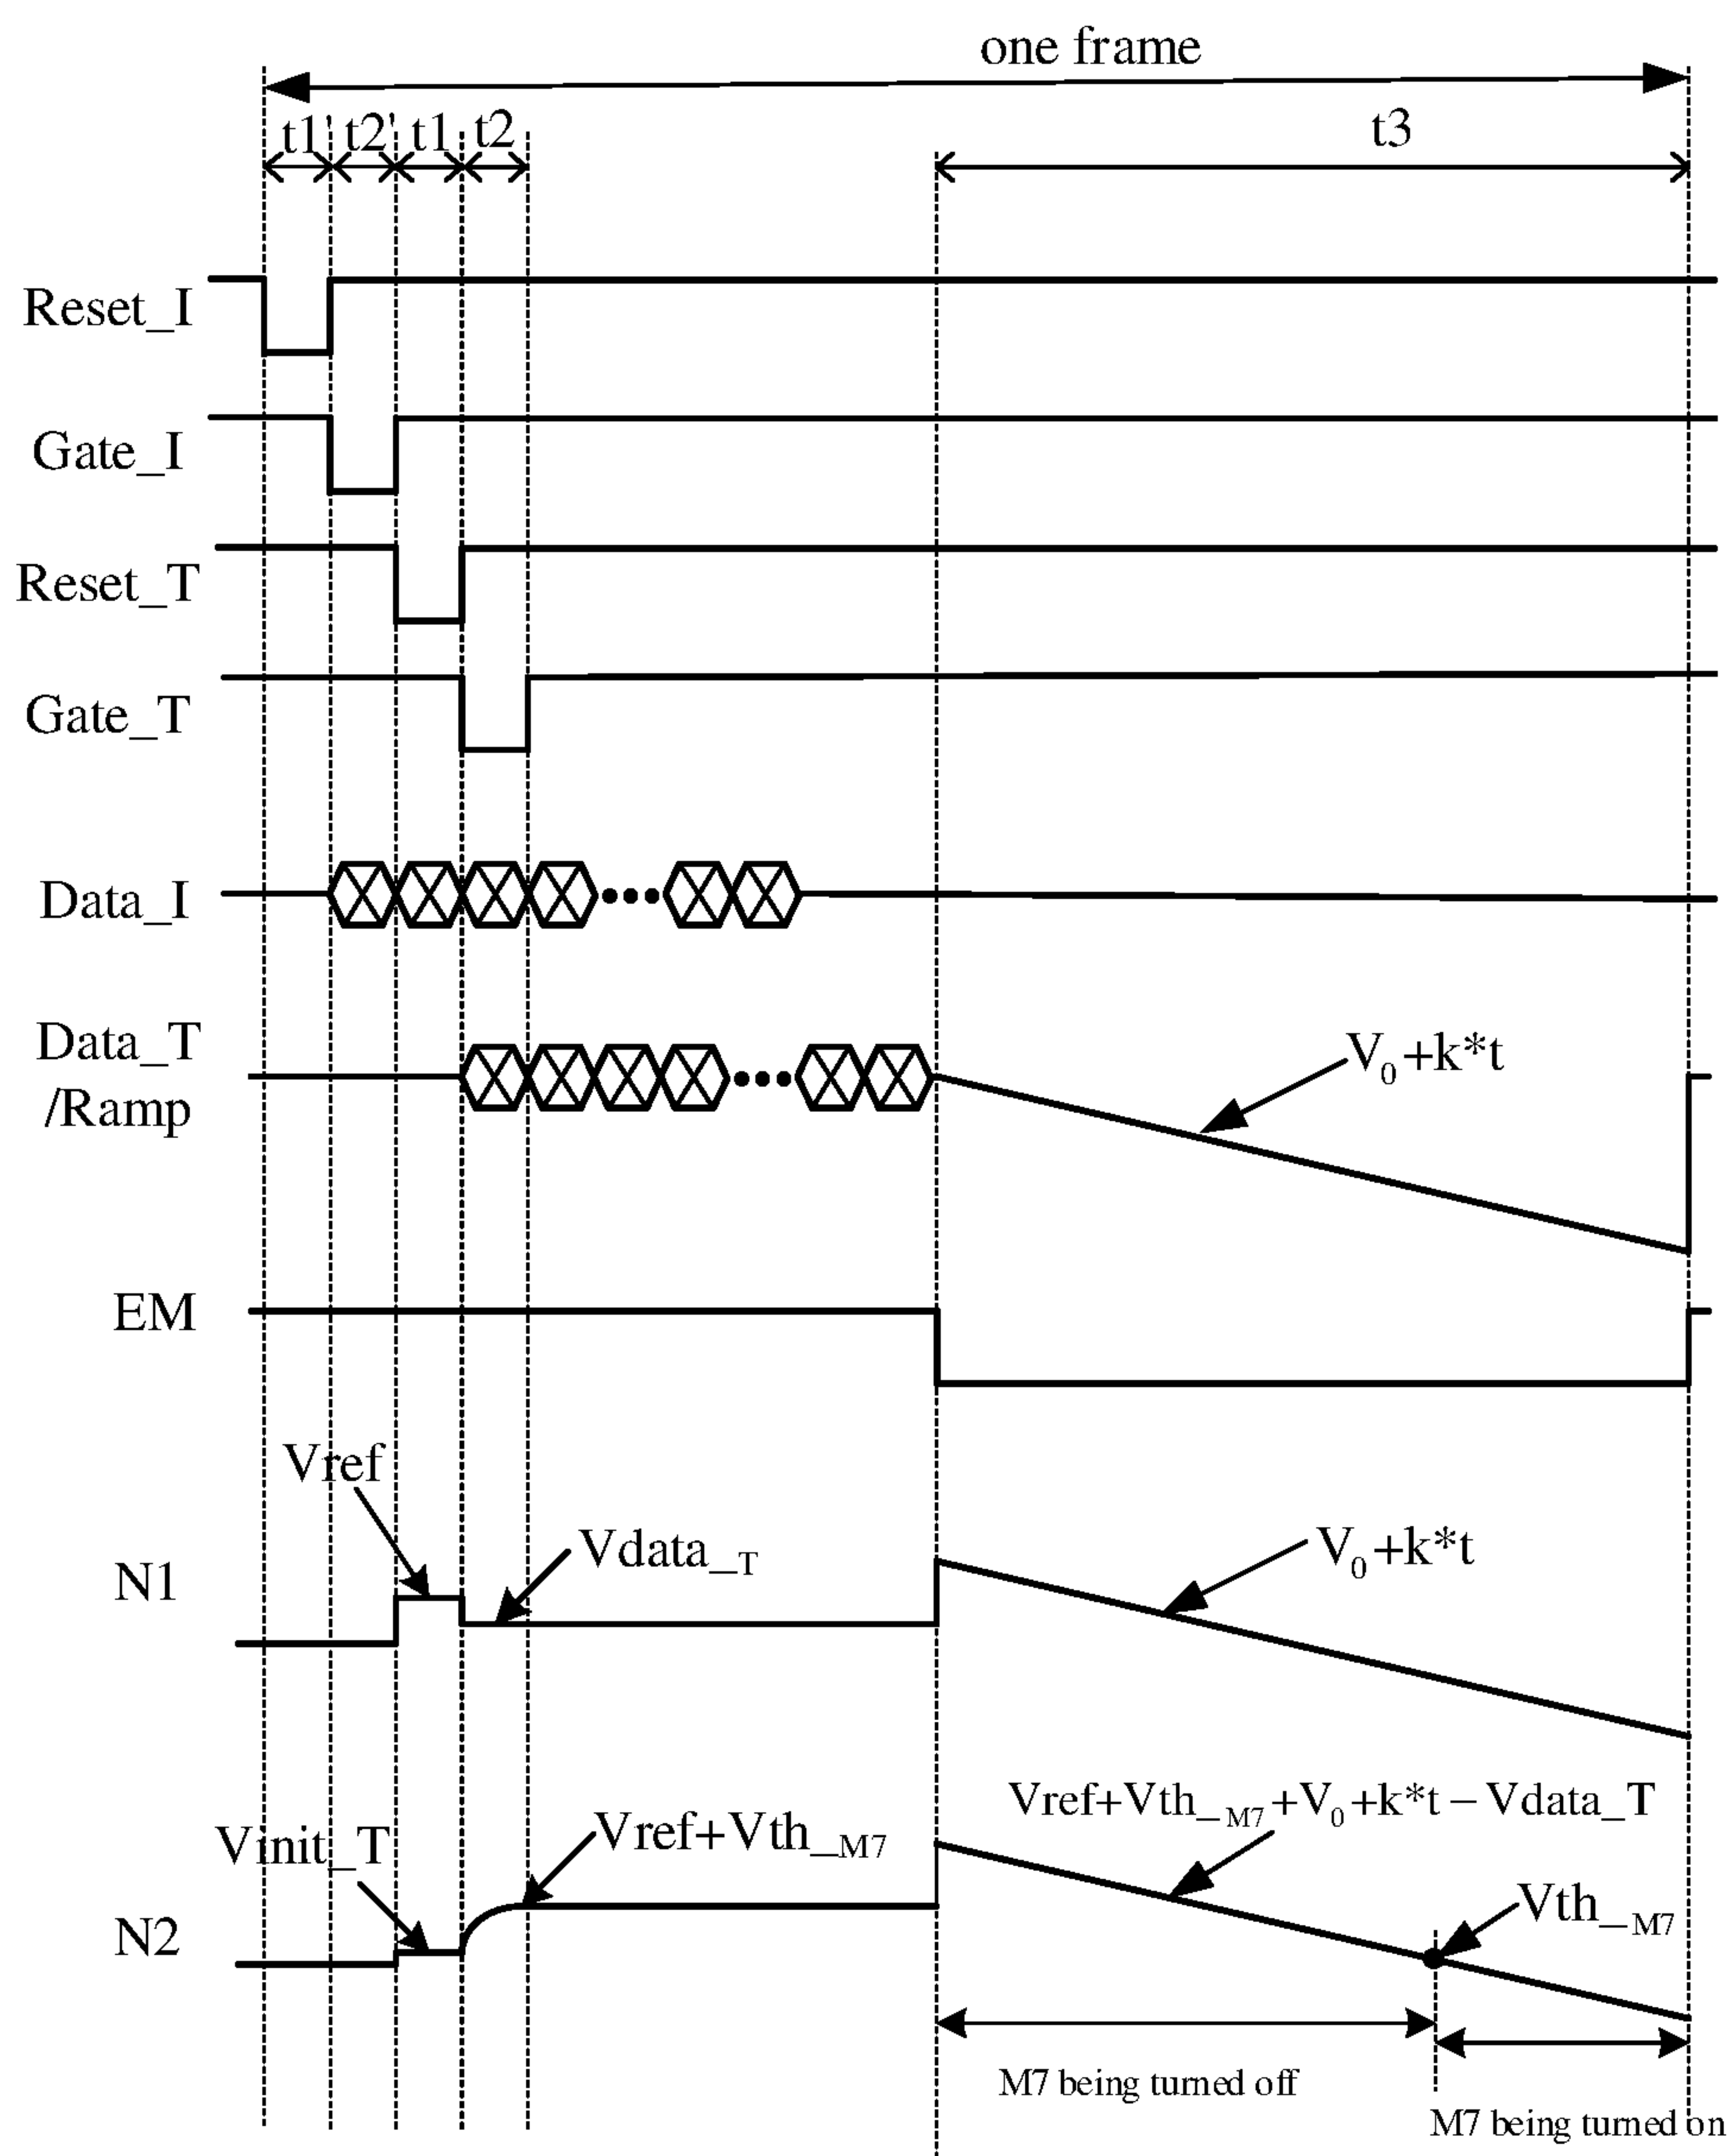 one frame
t1' t2' t1 t2 t3
Reset_I
Gate_I
Reset_T
Gate_T
Data_I
Data_T
/Ramp
V0+k*t
EM
Vref
N1
Vdata_T
V0+k*t
Vref+Vth_M7+V0+k*t – Vdata_T
Vinit_T
Vref+Vth_M7
N2
Vth_M7
M7 being turned off
M7 being turned on